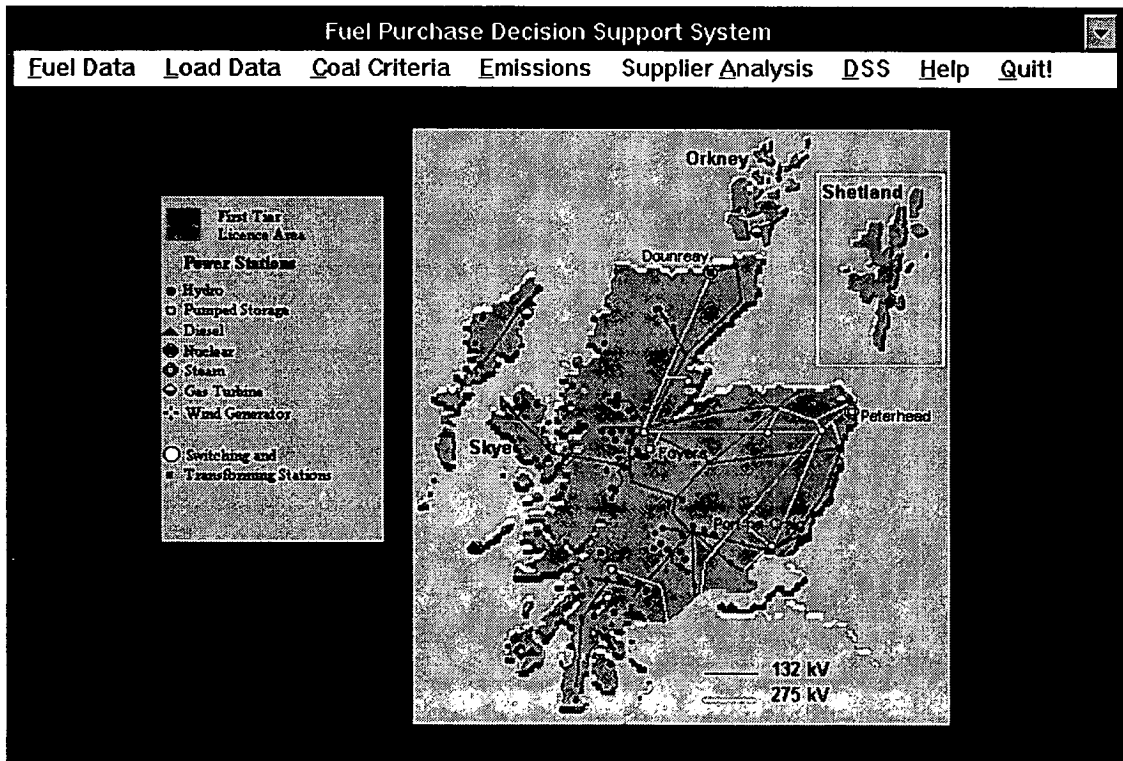 Fuel Purchase Decision Support System
Fuel Data Load Data Coal Criteria Emissions Supplier Analysis DSS Help Quit!
First Tier
Licence Area
Power Stations
Hydro
Pumped Storage
Diesel
Nuclear
Steam
Gas Turbine
Wind Generator
Switching and
Transforming Stations
Orkney
Shetland
Dounreay
Peterhead
Skye
Foyers
132 kV
275 kV